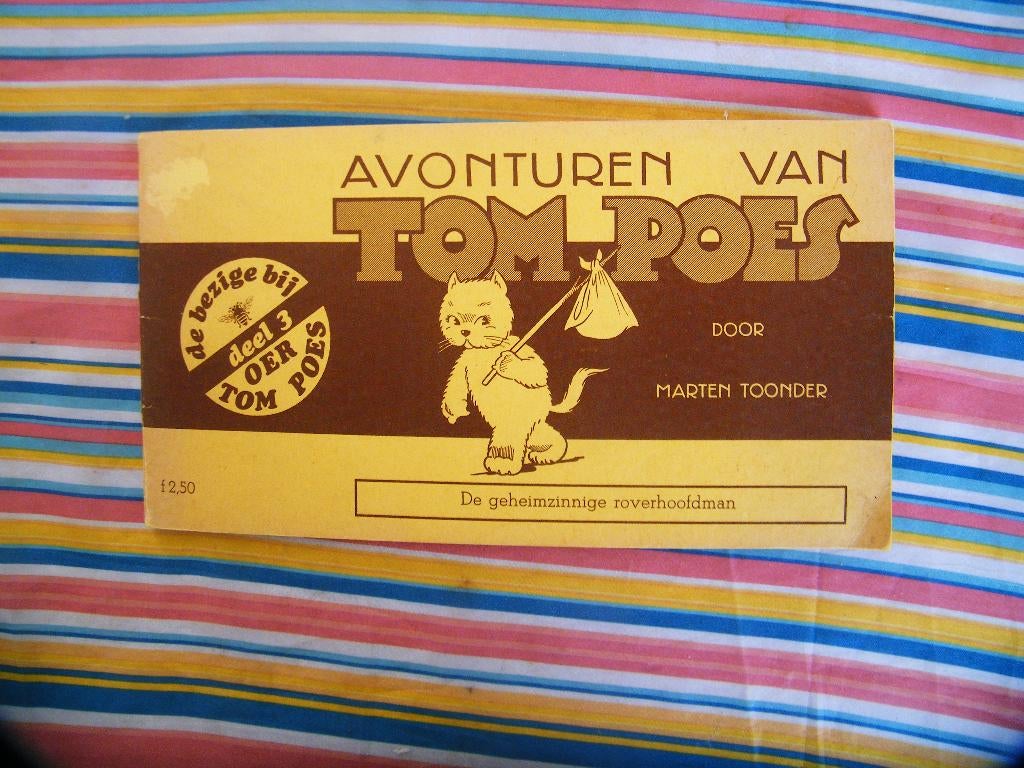 AVONTUREN VAN
TOM POES
de bezige bij
deel 3
OER
TOM POES
DOOR
MARTEN TOONDER
f 2,50
De geheimzinnige roverhoofdman